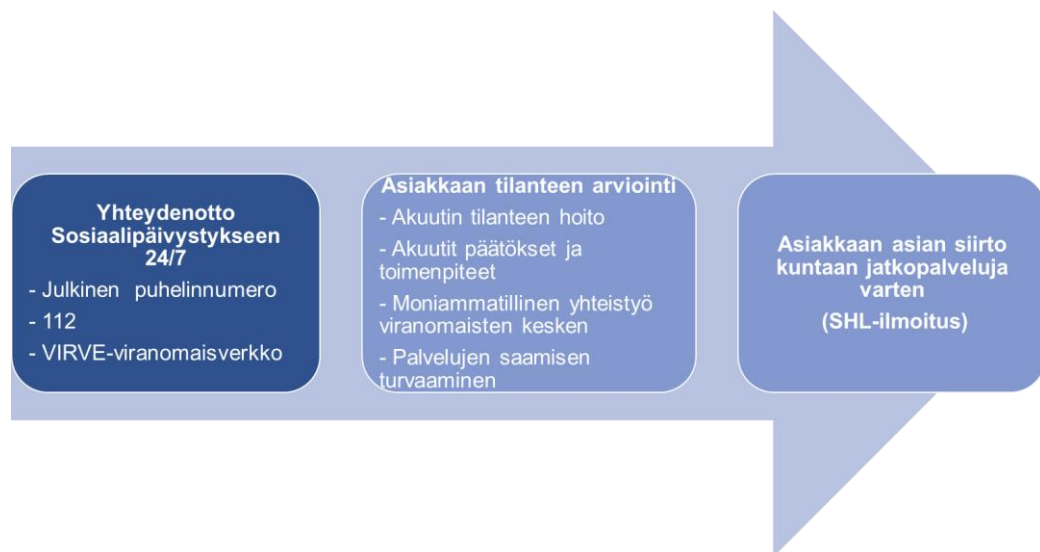 Yhteydenotto
Sosiaalipäivystykseen
24/7
- Julkinen puhelinnumero
- 112
- VIRVE-viranomaisverkko
Asiakkaan tilanteen arviointi
- Akuutin tilanteen hoito
- Akuutit päätökset ja
toimenpiteet
- Moniammatillinen yhteistyö
viranomaisten kesken
- Palvelujen saamisen
turvaaminen
Asiakkaan asian siirto
kuntaan jatkopalveluja
varten
(SHL-ilmoitus)